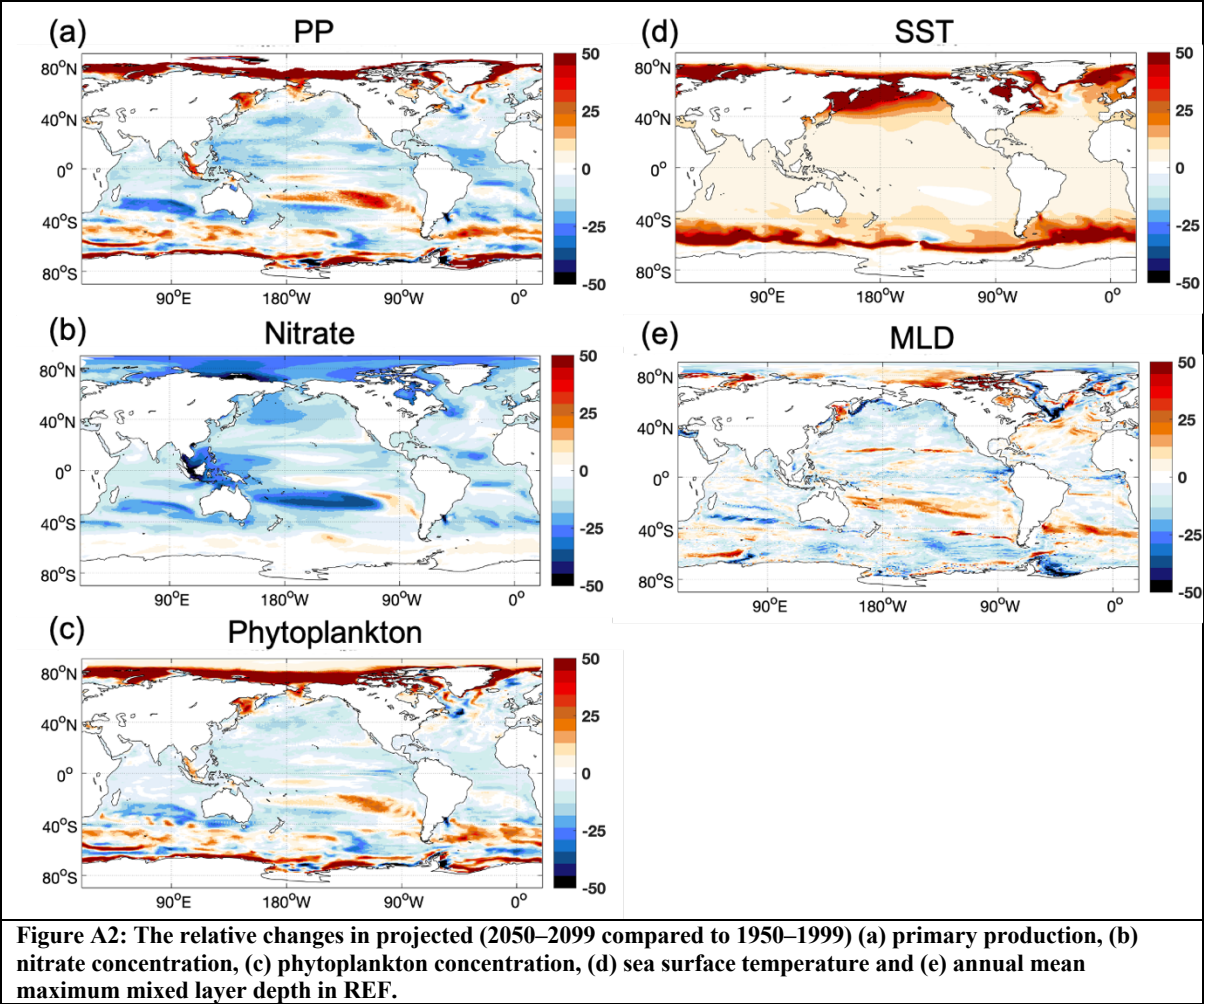 (a) PP
50
25
0
-25
-50
80°N
40°N
0°
40°S
80°S
90°E 180°W 90°W 0°
(d) SST
50
25
0
-25
-50
80°N
40°N
0°
40°S
80°S
90°E 180°W 90°W 0°
(b) Nitrate
50
25
0
-25
-50
80°N
40°N
0°
40°S
80°S
90°E 180°W 90°W 0°
(e) MLD
50
25
0
-25
-50
80°N
40°N
0°
40°S
80°S
90°E 180°W 90°W 0°
(c) Phytoplankton
50
25
0
-25
-50
80°N
40°N
0°
40°S
80°S
90°E 180°W 90°W 0°
Figure A2: The relative changes in projected (2050–2099 compared to 1950–1999) (a) primary production, (b)
nitrate concentration, (c) phytoplankton concentration, (d) sea surface temperature and (e) annual mean
maximum mixed layer depth in REF.